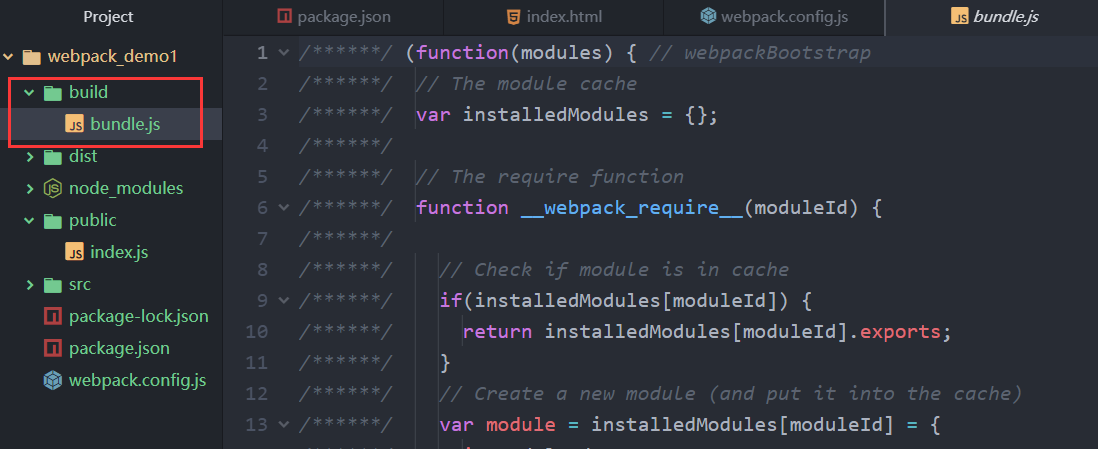 Project
webpack_demo1
build
bundle.js
dist
node_modules
public
index.js
src
package-lock.json
package.json
webpack.config.js
package.json
index.html
webpack.config.js
bundle.js
1 /******/ (function(modules) { // webpackBootstrap
2 /******/ // The module cache
3 /******/ var installedModules = {};
4 /******/
5 /******/ // The require function
6 /******/ function __webpack_require__(moduleId) {
7 /******/
8 /******/ // Check if module is in cache
9 /******/ if(installedModules[moduleId]) {
10 /******/ return installedModules[moduleId].exports;
11 /******/ }
12 /******/ // Create a new module (and put it into the cache)
13 /******/ var module = installedModules[moduleId] = {